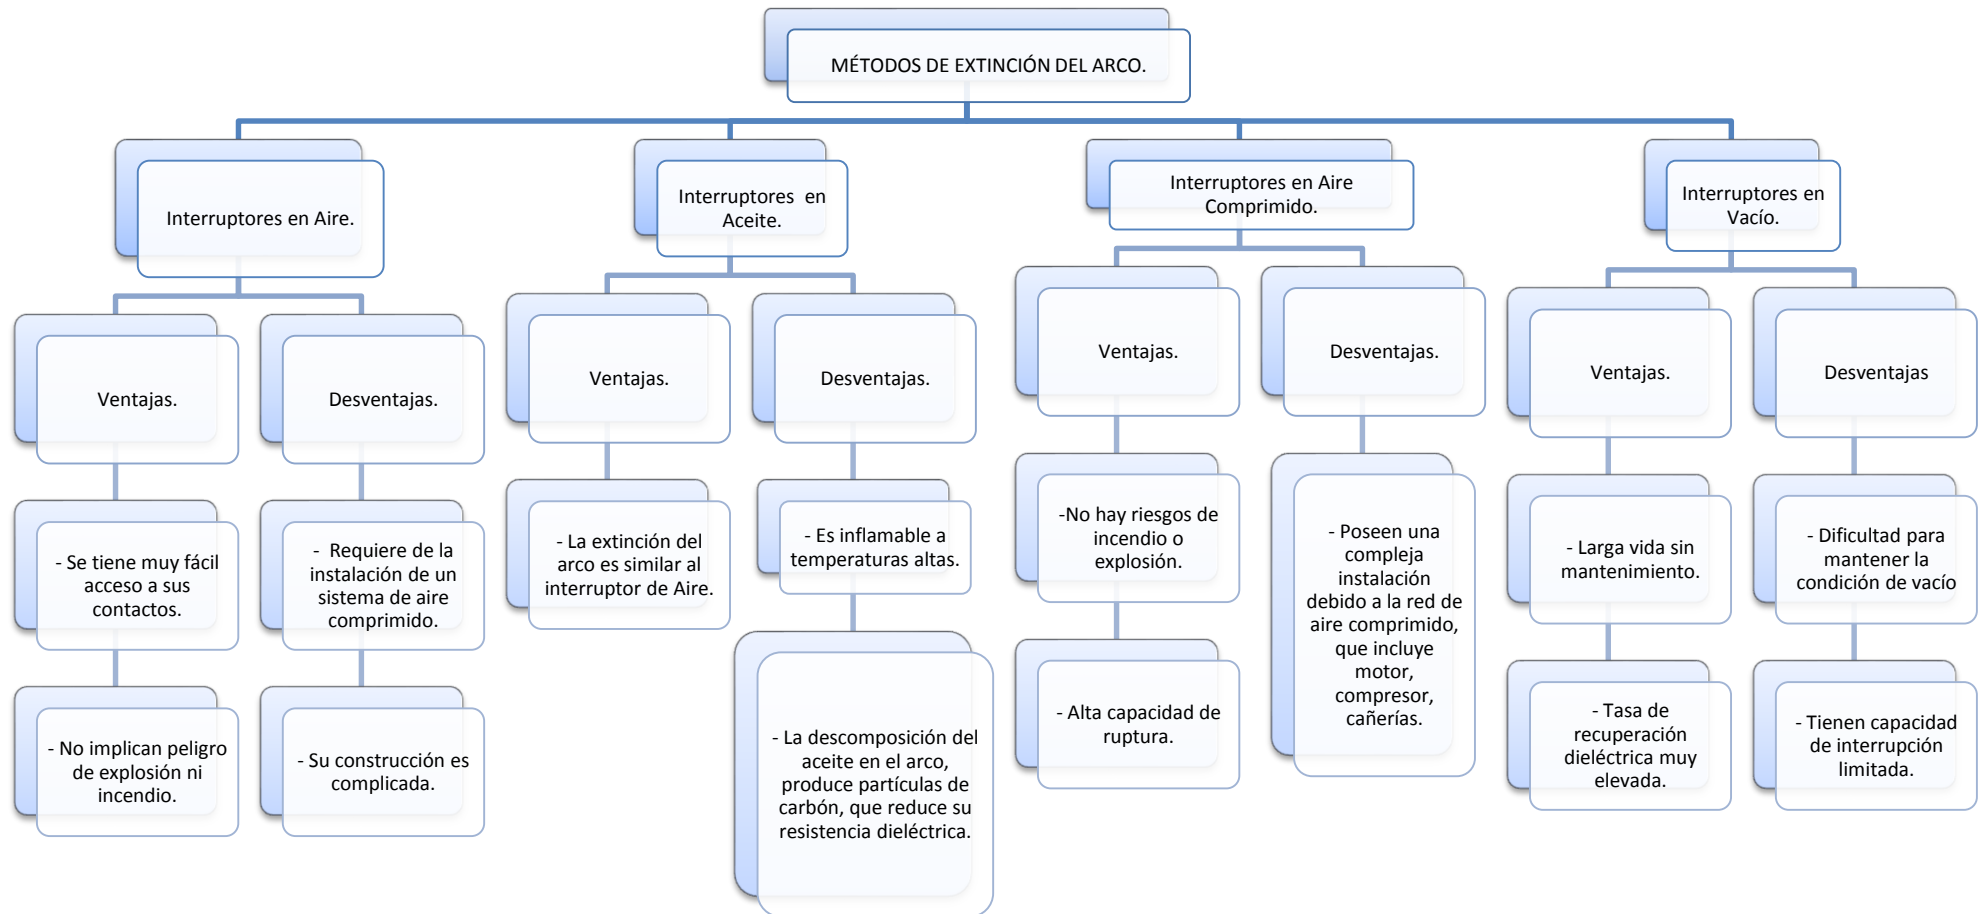 MÉTODOS DE EXTINCIÓN DEL ARCO.
Interruptores en Aire.
Ventajas.
- Se tiene muy fácil
acceso a sus
contactos.
- No implican peligro
de explosión ni
incendio.
Desventajas.
- Requiere de la
instalación de un
sistema de aire
comprimido.
- Su construcción es
complicada.
Interruptores en
Aceite.
Ventajas.
- La extinción del
arco es similar al
interruptor de Aire.
Desventajas.
- Es inflamable a
temperaturas altas.
- La descomposición del
aceite en el arco,
produce partículas de
carbón, que reduce su
resistencia dieléctrica.
Interruptores en Aire
Comprimido.
Ventajas.
-No hay riesgos de
incendio o
explosión.
- Alta capacidad de
ruptura.
Desventajas.
- Poseen una
compleja
instalación
debido a la red de
aire comprimido,
que incluye
motor,
compresor,
cañerías.
Interruptores en
Vacío.
Ventajas.
- Larga vida sin
mantenimiento.
- Tasa de
recuperación
dieléctrica muy
elevada.
Desventajas
- Dificultad para
mantener la
condición de vacío
- Tienen capacidad
de interrupción
limitada.